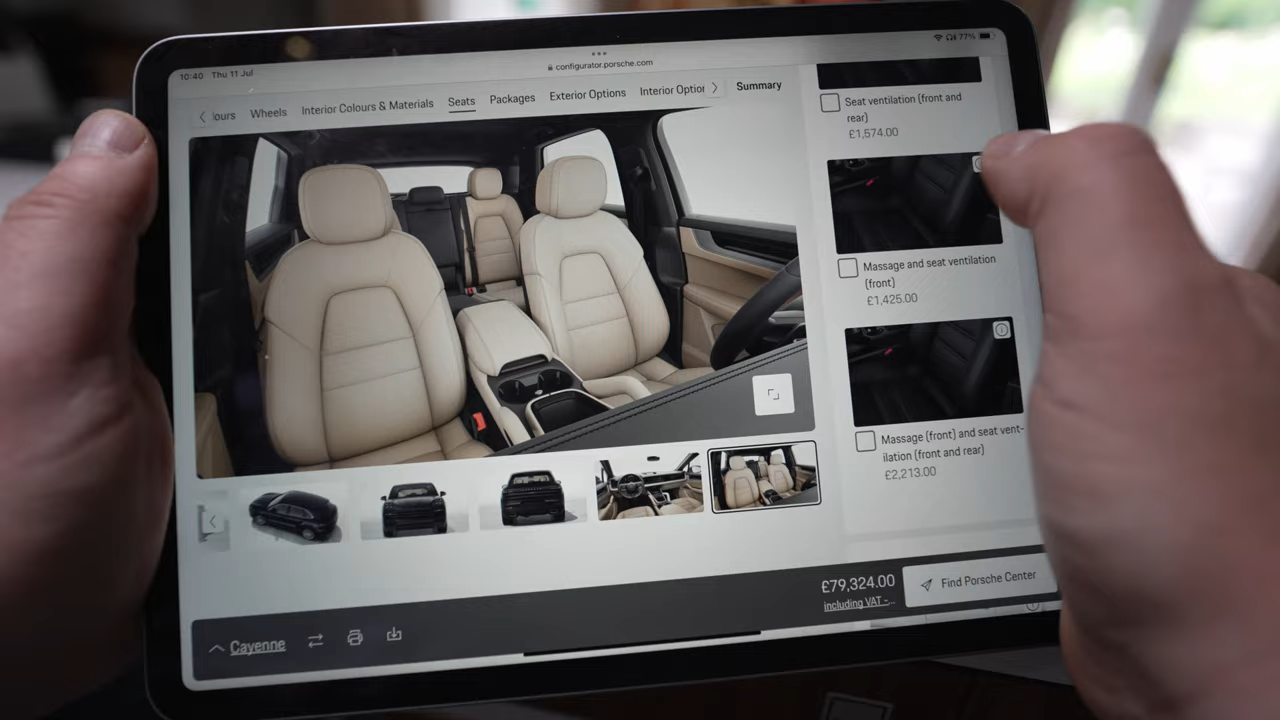 10:40 Thu 11 Jul
77%
configurator.porsche.com
lours Wheels Interior Colours & Materials Seats Packages Exterior Options Interior Option Summary
Seat ventilation (front and
rear)
£1,574.00
Massage and seat ventilation
(front)
£1,425.00
Massage (front) and seat vent-
ilation (front and rear)
£2,213.00
£79,324.00
including VAT -...
Find Porsche Center
Cayenne